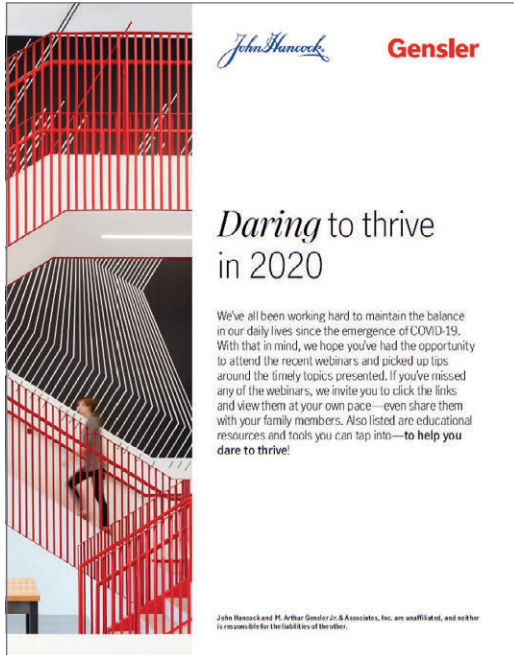 John Hancock.
Gensler
Daring to thrive
in 2020
We've all been working hard to maintain the balance
in our daily lives since the emergence of COVID-19.
With that in mind, we hope you've had the opportunity
to attend the recent webinars and picked up tips
around the timely topics presented. If you've missed
any of the webinars, we invite you to click the links
and view them at your own pace—even share them
with your family members. Also listed are educational
resources and tools you can tap into—to help you
dare to thrive!
John Hancock and M. Arthur Gensler Jr. & Associates, Inc. are unaffiliated, and neither
is responsible for the liabilities of the other.